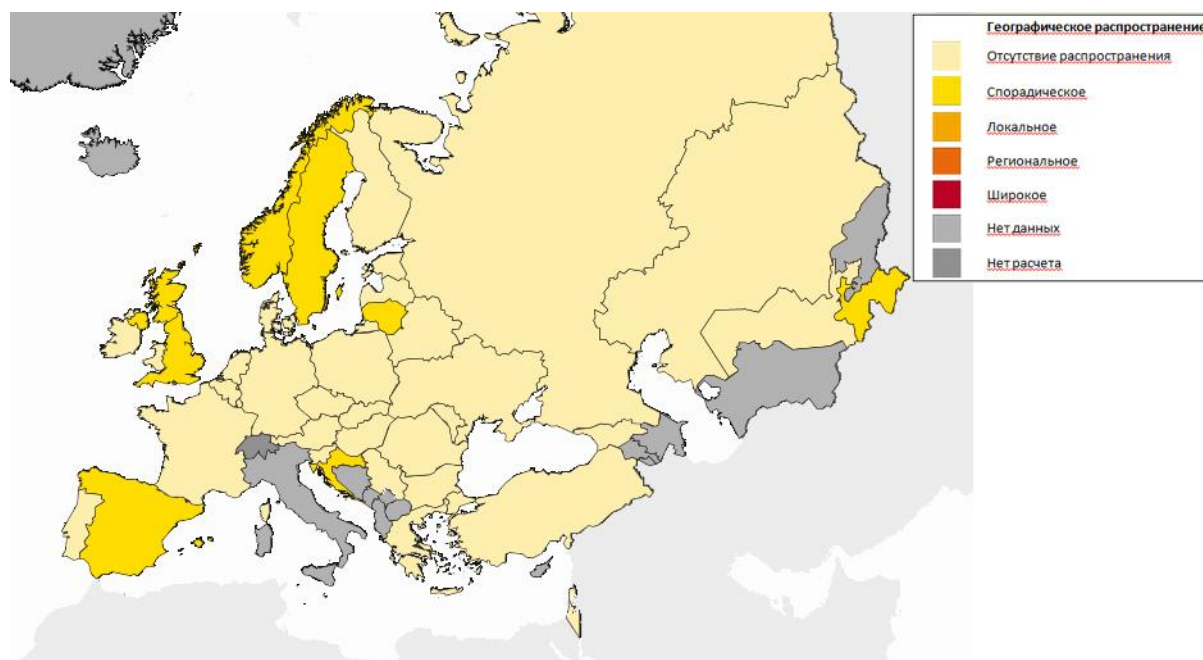 Географическое распространение
Отсутствие распространения
Спорадическое
Локальное
Региональное
Широкое
Нет данных
Нет расчета